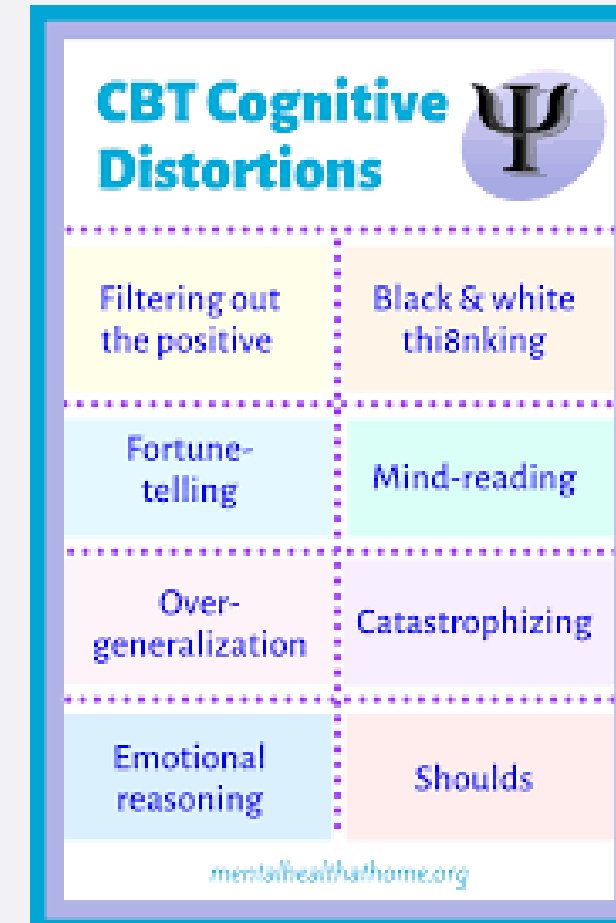 CBT Cognitive
Distortions
Filtering out
the positive
Black & white
thi8nking
Fortune-
telling
Mind-reading
Over-
generalization
Catastrophizing
Emotional
reasoning
Shoulds
mentalhealthathome.org